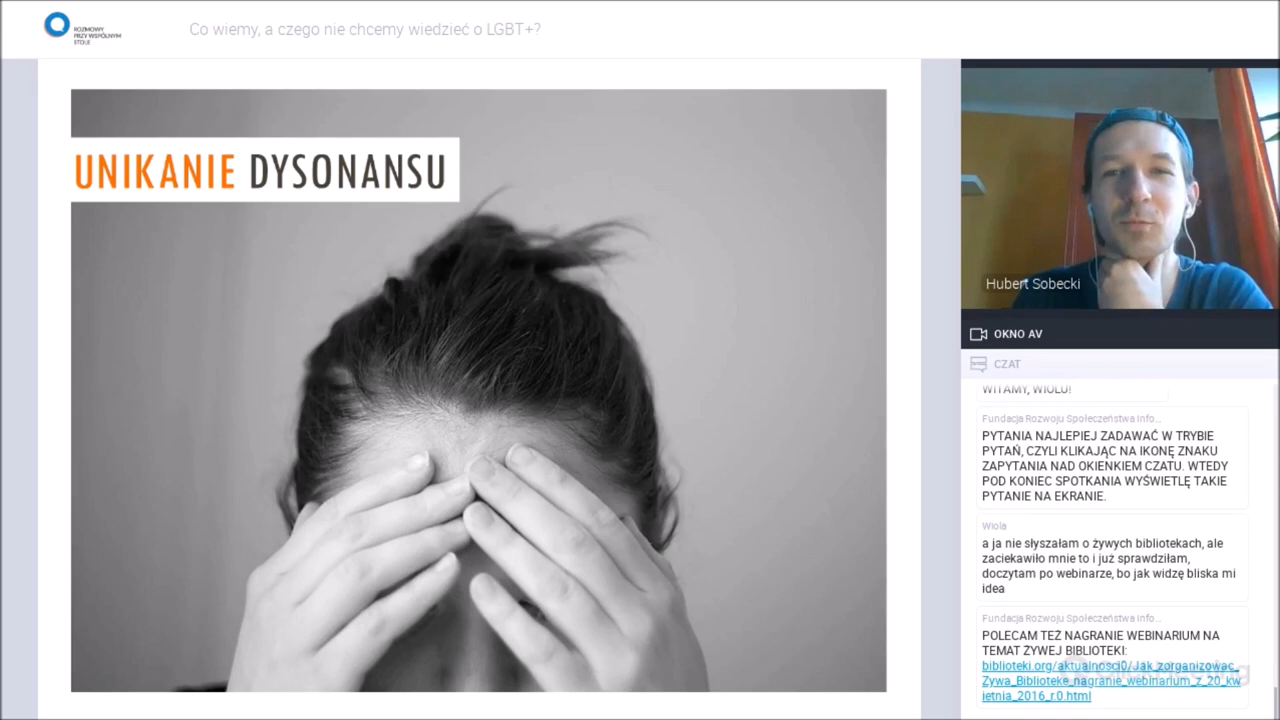 ROZMOWY
PRZY WSPÓLNYM
STOLE
Co wiemy, a czego nie chcemy wiedzieć o LGBT+?
UNIKANIE DYSONANSU
Hubert Sobecki
OKNO AV
CZAT
WITAMY, WIOLU!
Fundacja Rozwoju Społeczeństwa Info...
PYTANIA NAJLEPIEJ ZADAWAĆ W TRYBIE
PYTAŃ, CZYLI KLIKAJĄC NA IKONĘ ZNAKU
ZAPYTANIA NAD OKIENKIEM CZATU. WTEDY
POD KONIEC SPOTKANIA WYŚWIETLĘ TAKIE
PYTANIE NA EKRANIE.
Wiola
a ja nie słyszałam o żywych bibliotekach, ale
zaciekawiło mnie to i już sprawdziłam,
doczytam po webinarze, bo jak widzę bliska mi
idea
Fundacja Rozwoju Społeczeństwa Info...
POLECAM TEŻ NAGRANIE WEBINARIUM NA
TEMAT ŻYWEJ BIBLIOTEKI:
biblioteki.org/aktualnosci0/Jak_zorganizowac_
Zywa_Biblioteke_nagranie_webinarium_z_20_kw
ietnia_2016_r.0.html